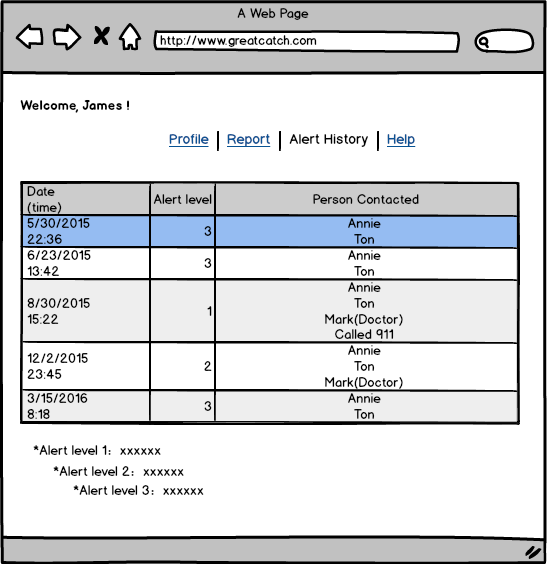 A Web Page
http://www.greatcatch.com
Welcome, James !
Profile | Report | Alert History | Help
Date
(time)
Alert level
Person Contacted
5/30/2015
22:36
3
Annie
Ton
6/23/2015
13:42
3
Annie
Ton
8/30/2015
15:22
1
Annie
Ton
Mark(Doctor)
Called 911
12/2/2015
23:45
2
Annie
Ton
Mark(Doctor)
3/15/2016
8:18
3
Annie
Ton
*Alert level 1: xxxxxx
*Alert level 2: xxxxxx
*Alert level 3: xxxxxx